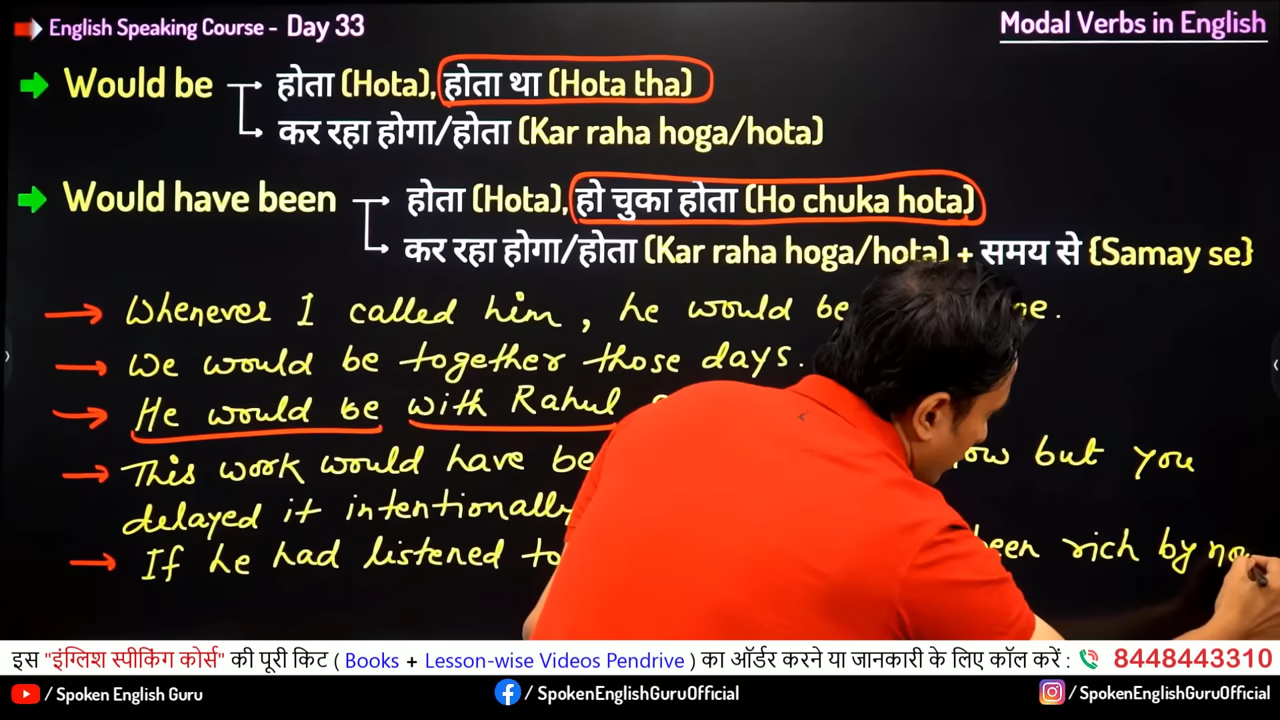 English Speaking Course - Day 33
Modal Verbs in English
Would be
होता (Hota), होता था (Hota tha)
कर रहा होगा/होता (Kar raha hoga/hota)
Would have been
होता (Hota), हो चुका होता (Ho chuka hota)
कर रहा होगा/होता (Kar raha hoga/hota) + समय से {Samay se}
Whenever I called him, he would be
We would be together those days.
He would be with Rahul
This work would have but you
delayed it intentionally
If he had listened to been rich by
इस "इंग्लिश स्पीकिंग कोर्स" की पूरी किट ( Books + Lesson-wise Videos Pendrive ) का ऑर्डर करने या जानकारी के लिए कॉल करें : 8448443310
/ Spoken English Guru
/ SpokenEnglishGuruOfficial
/ SpokenEnglishGuruOfficial